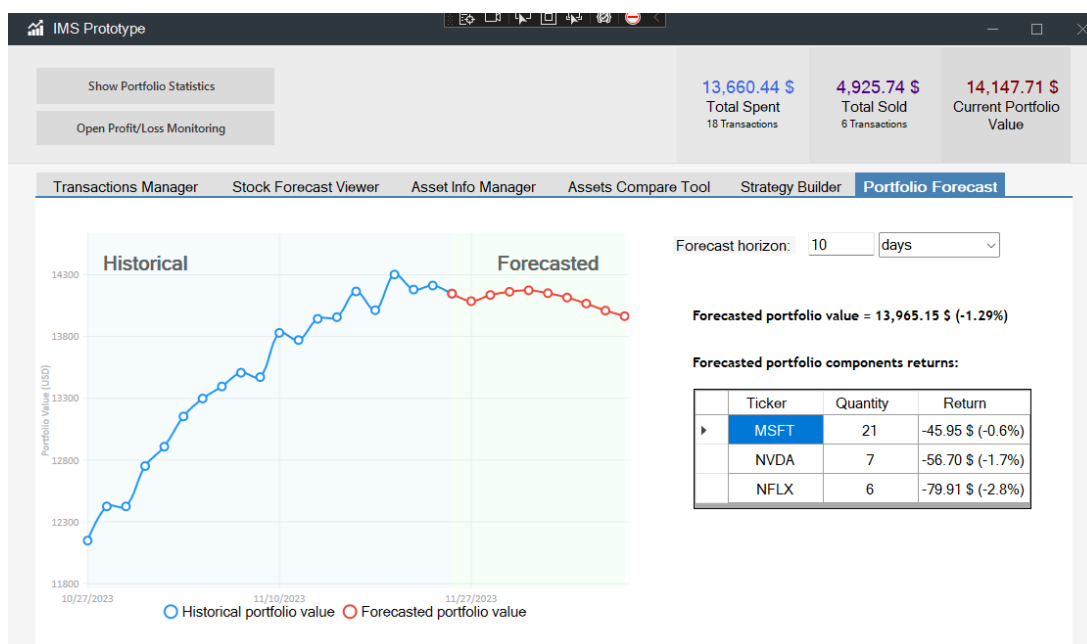 IMS Prototype
Show Portfolio Statistics
Open Profit/Loss Monitoring
13,660.44 $
Total Spent
18 Transactions
4,925.74 $
Total Sold
6 Transactions
14,147.71 $
Current Portfolio
Value
Transactions Manager Stock Forecast Viewer Asset Info Manager Assets Compare Tool Strategy Builder Portfolio Forecast
Historical Forecasted
Portfolio Value (USD)
14300
13800
13300
12800
12300
11800
10/27/2023 11/10/2023 11/27/2023
Historical portfolio value Forecasted portfolio value
Forecast horizon: 10 days
Forecasted portfolio value = 13,965.15 $ (-1.29%)
Forecasted portfolio components returns:
Ticker Quantity Return
MSFT 21 -45.95 $ (-0.6%)
NVDA 7 -56.70 $ (-1.7%)
NFLX 6 -79.91 $ (-2.8%)